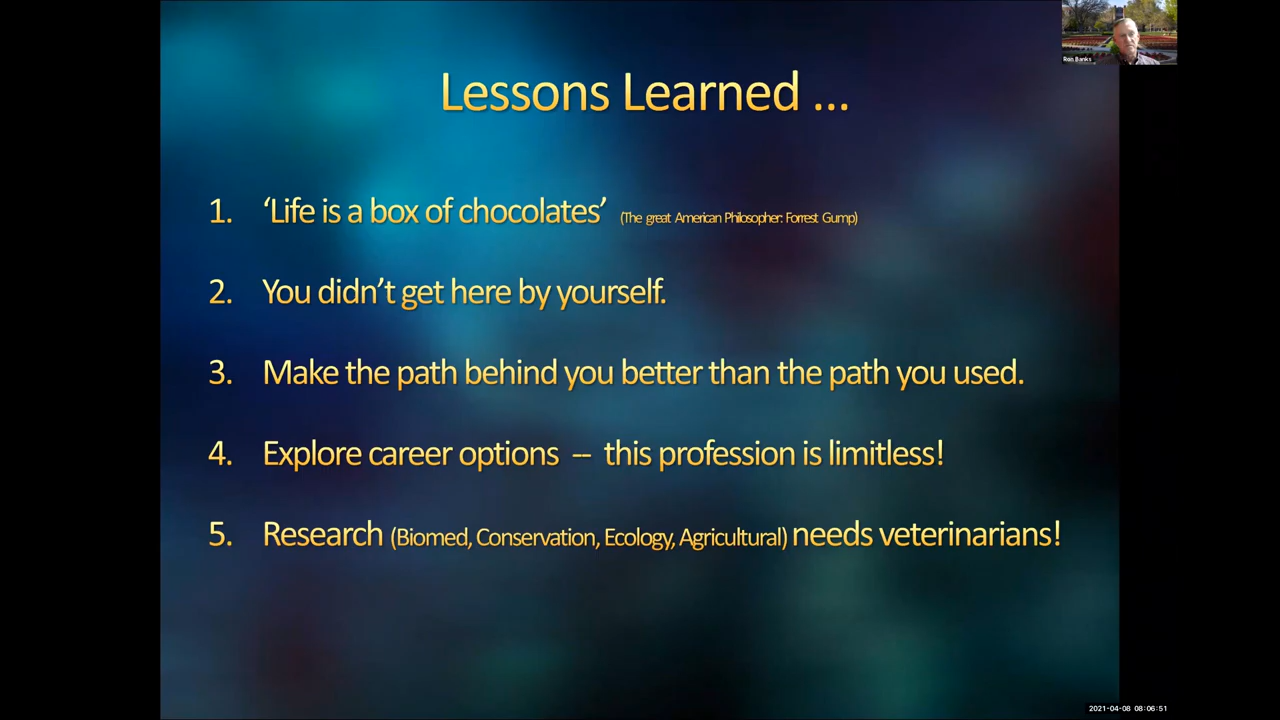 Ron Banks
Lessons Learned ...
1. ‘Life is a box of chocolates’ (The great American Philosopher: Forrest Gump)
2. You didn’t get here by yourself.
3. Make the path behind you better than the path you used.
4. Explore career options -- this profession is limitless!
5. Research (Biomed, Conservation, Ecology, Agricultural) needs veterinarians!
2021-04-08 08:06:51